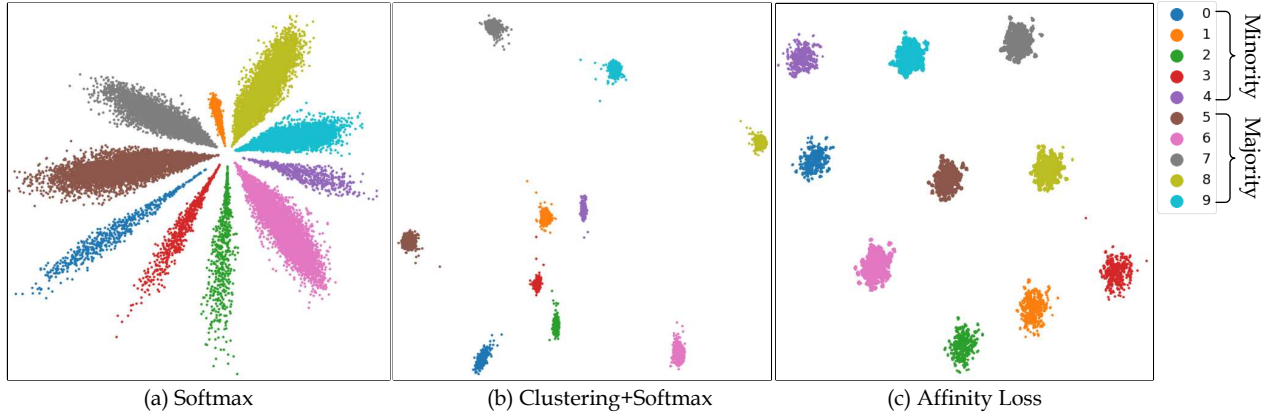 0
1
2
3
4
5
6
7
8
9
Minority
Majority
(a) Softmax
(b) Clustering+Softmax
(c) Affinity Loss